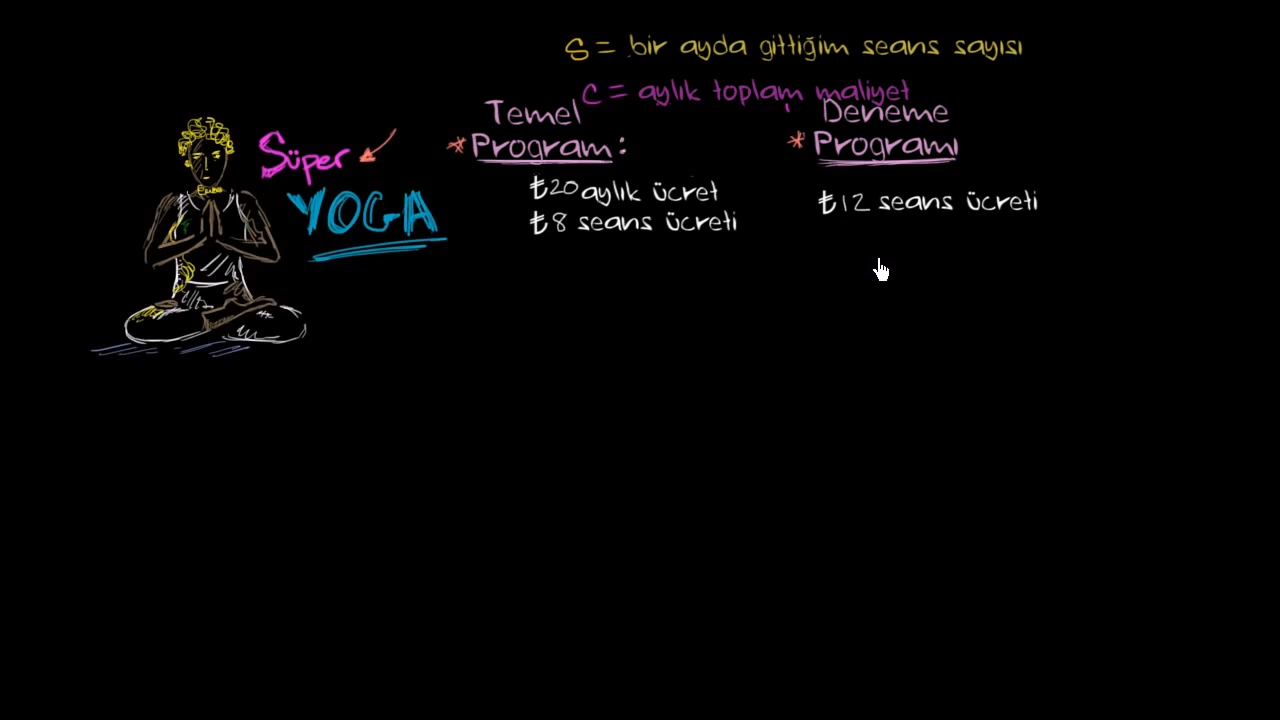 s = bir ayda gittiğim seans sayısı
c = aylık toplam maliyet
Süper
YOGA
* Temel
Program:
₺20 aylık ücret
₺8 seans ücreti
* Deneme
Programı
₺12 seans ücreti